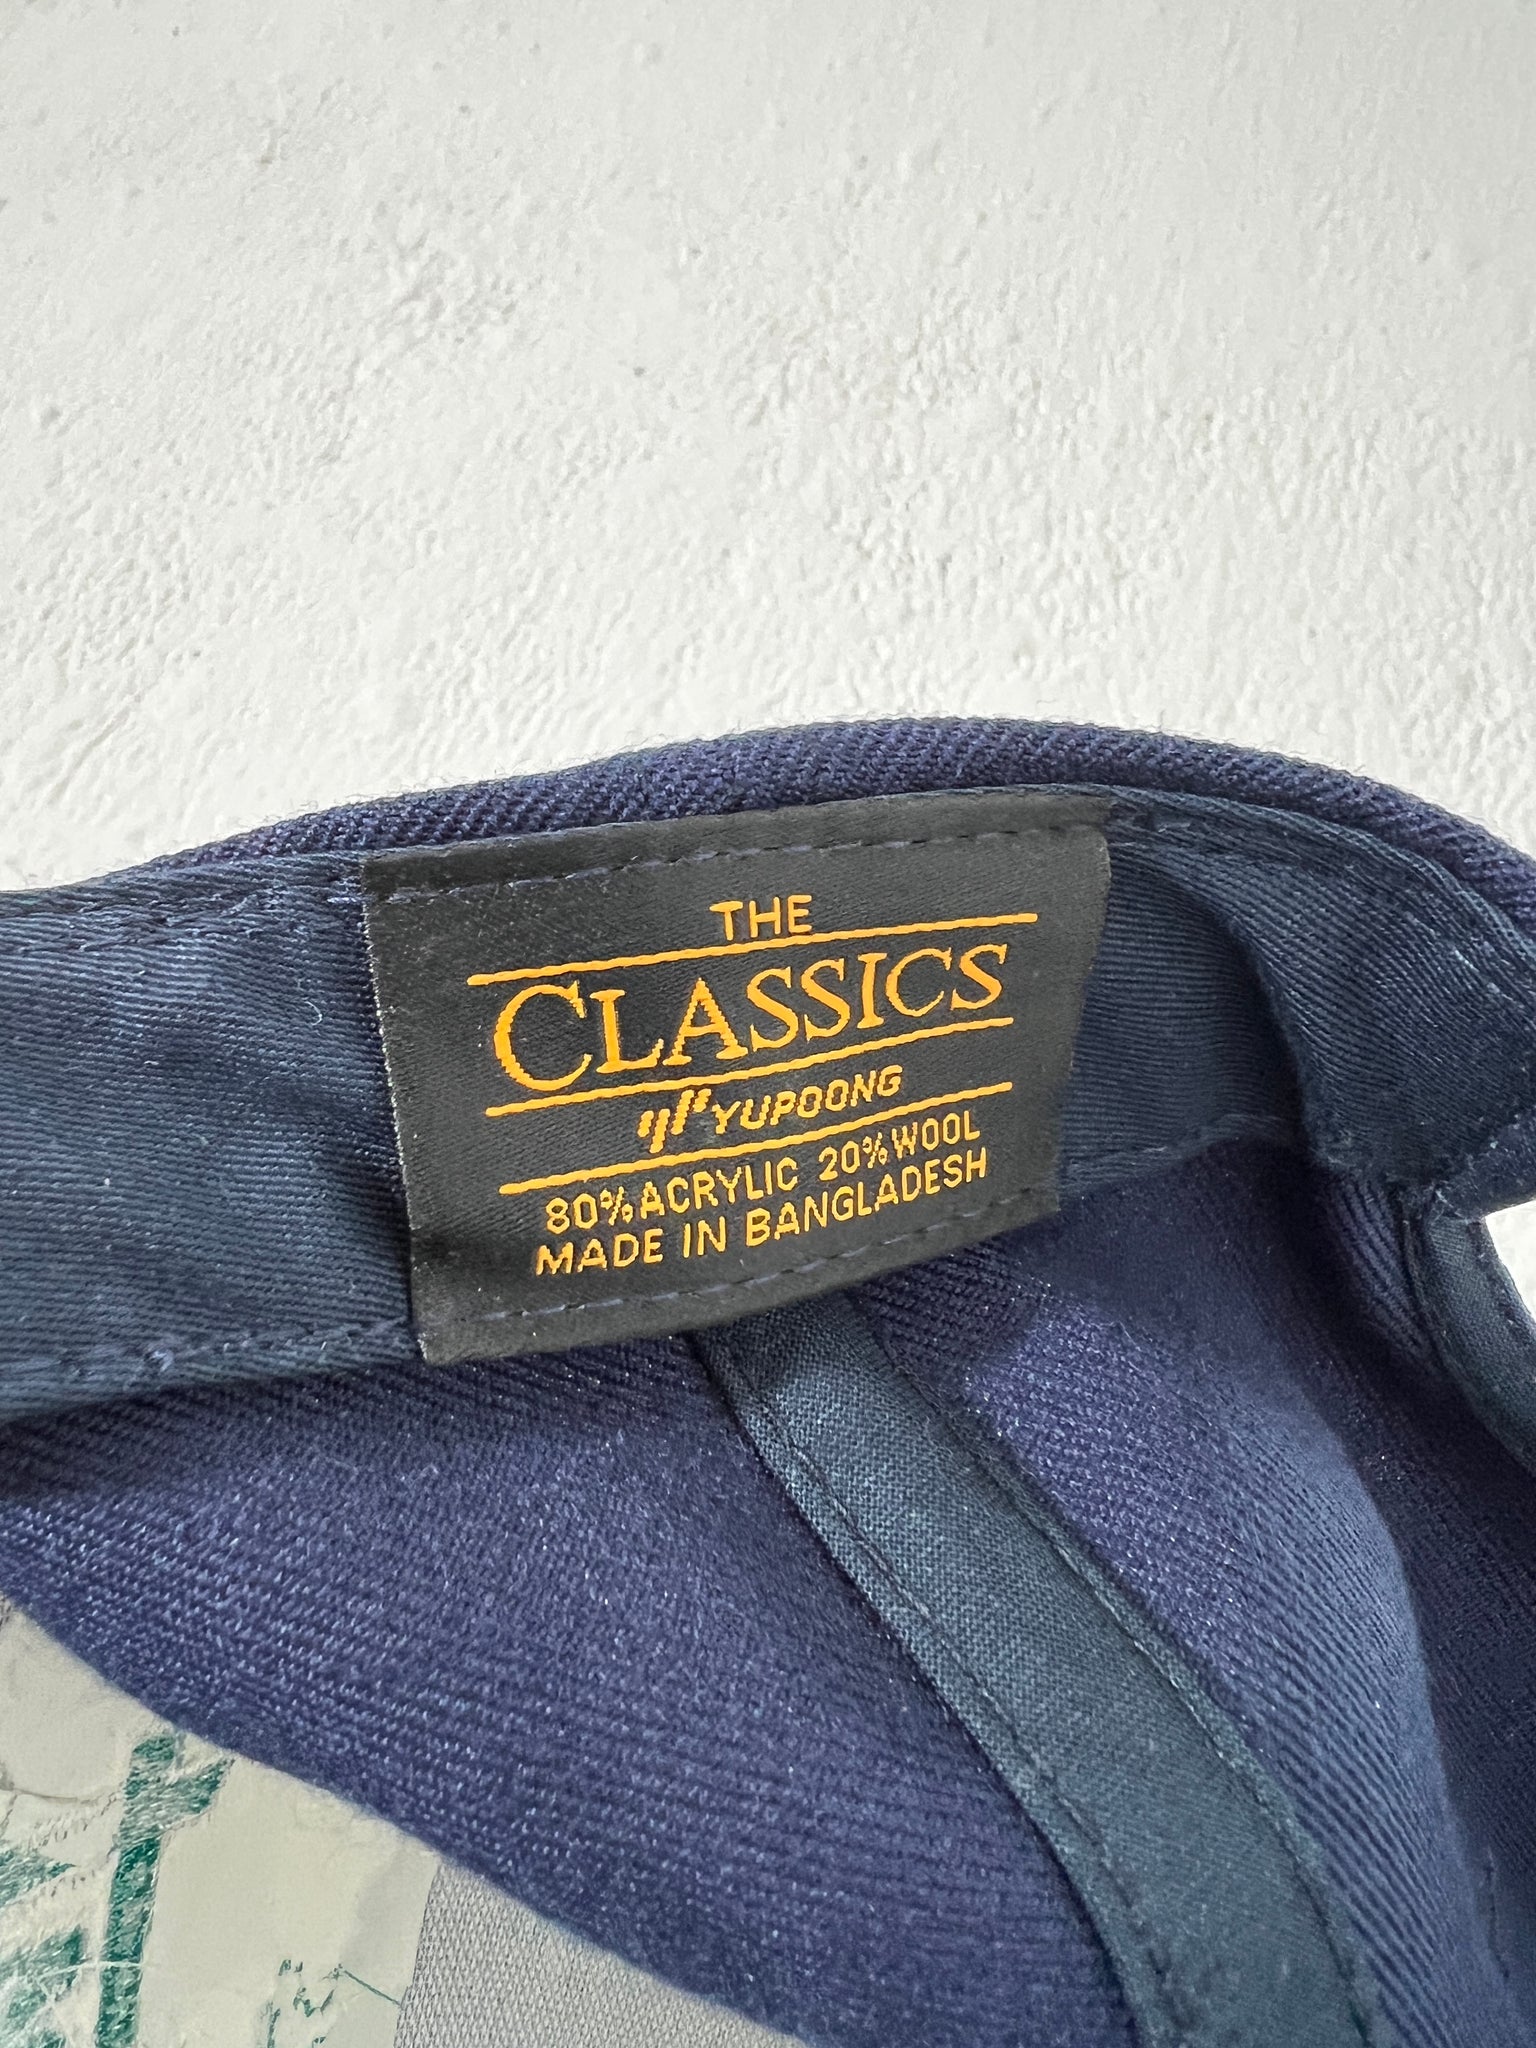 THE
CLASSICS
YUPOONG
80% ACRYLIC 20% WOOL
MADE IN BANGLADESH